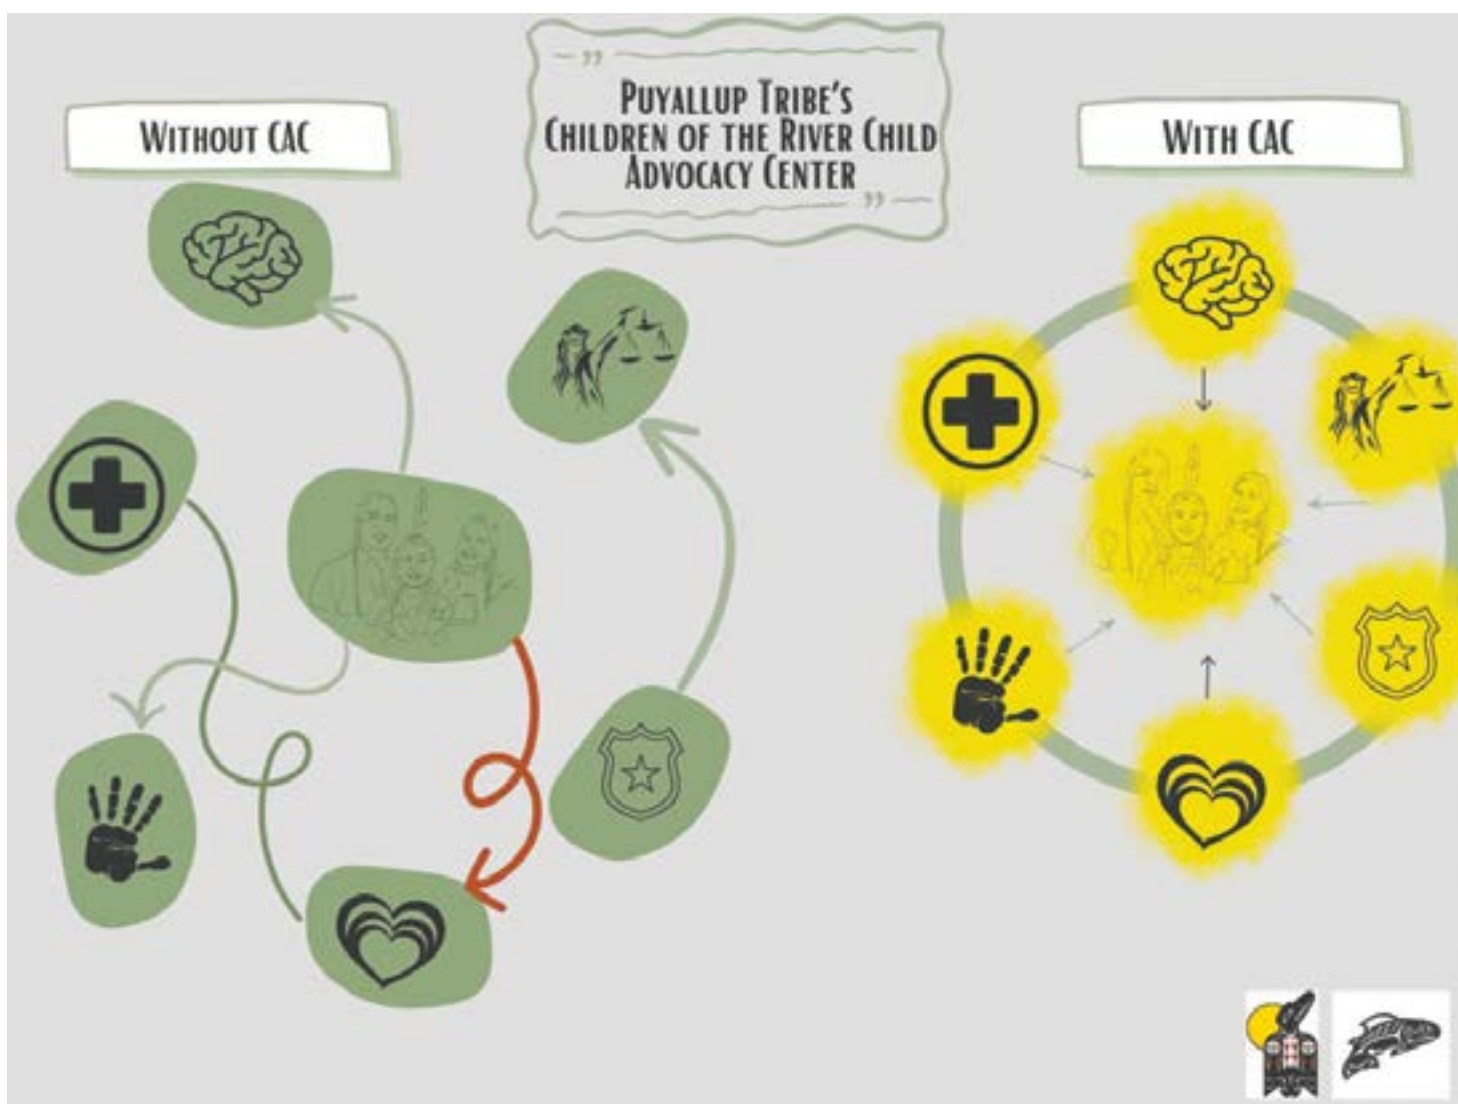 Without CAC
Puyallup Tribe's
Children of the River Child
Advocacy Center
With CAC